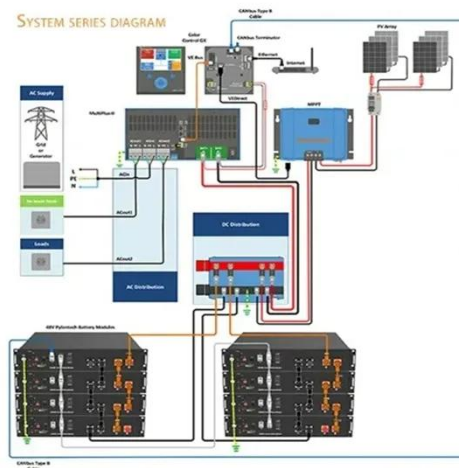 SYSTEM SERIES DIAGRAM
CANbus Type B
Cable
PV Array
Color
Control GX
CANbus Terminator
VE.Bus
Ethernet
Internet
AC Supply
VE.Direct
MPPT
MultiPlus-II
Grid
or
Generator
L
PE
N
ACin
ACout1
Loads
ACout2
DC Distribution
AC Distribution
48V Pylontech Battery Modules
CANbus Type B